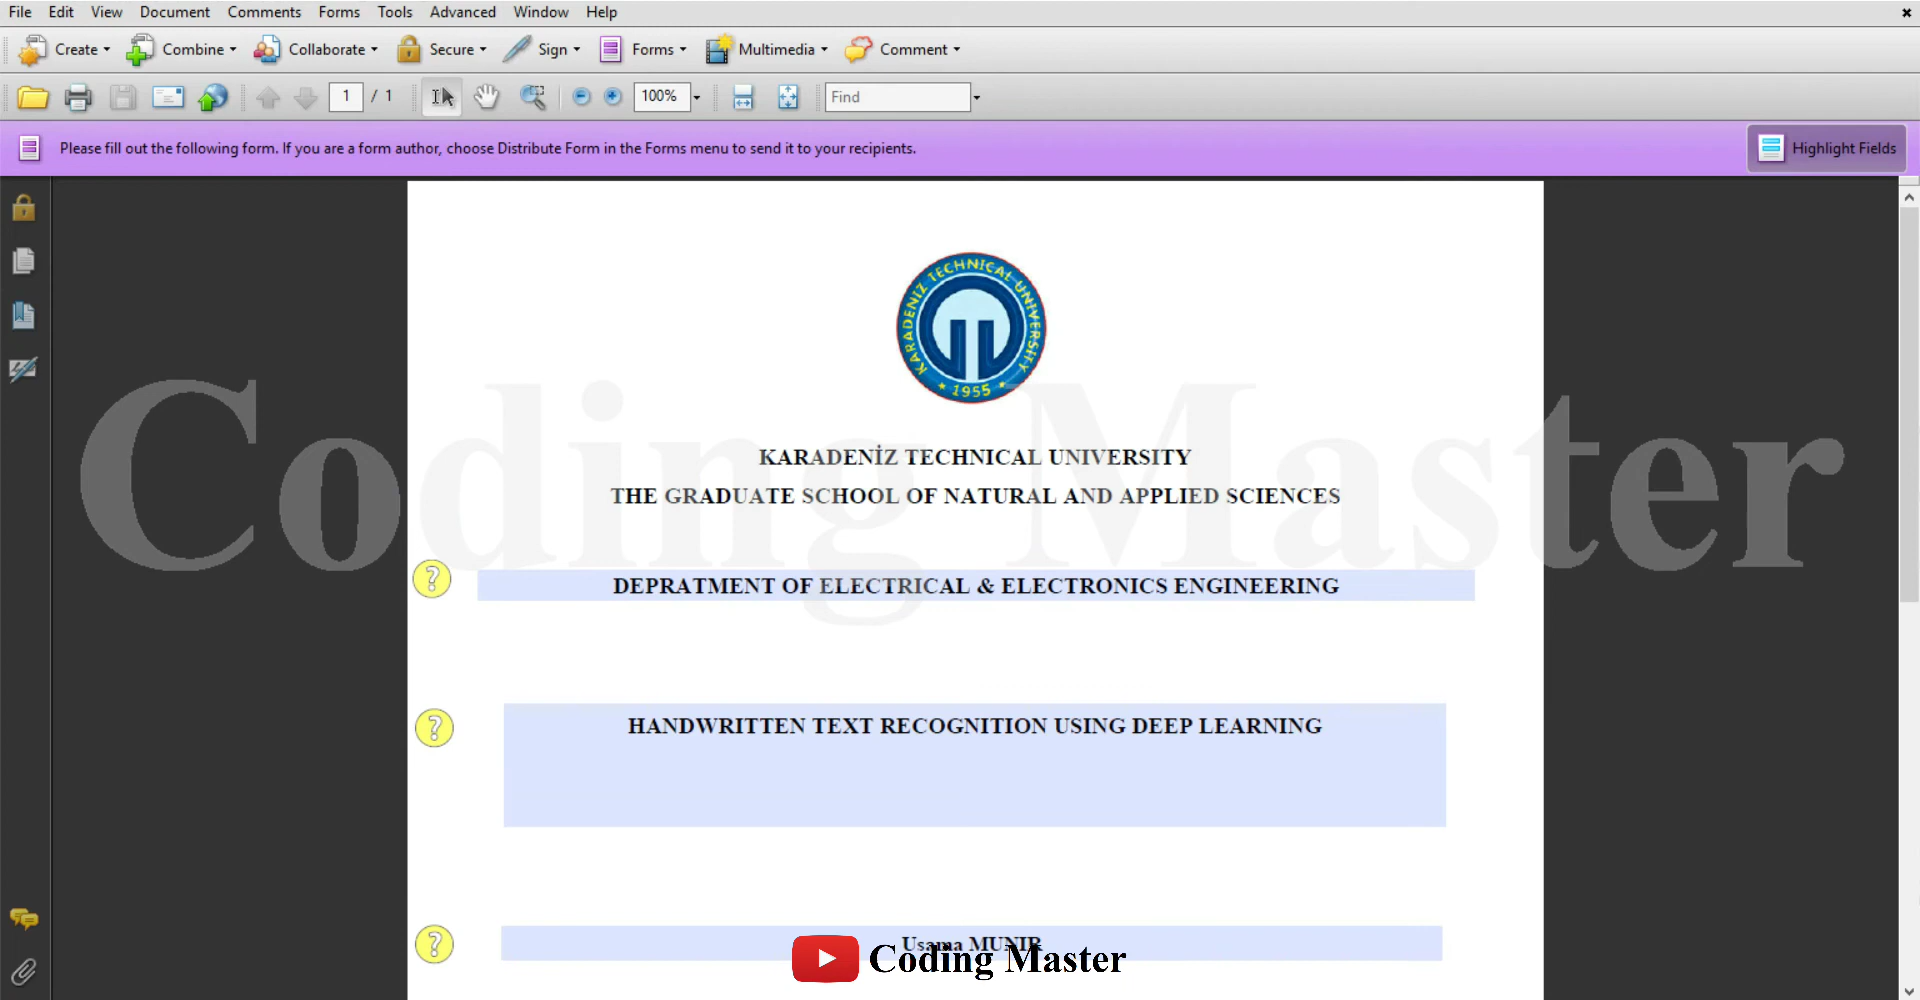 File Edit View Document Comments Forms Tools Advanced Window Help
Create Combine Collaborate Secure Sign Forms Multimedia Comment
1 / 1 100% Find
Please fill out the following form. If you are a form author, choose Distribute Form in the Forms menu to send it to your recipients.
Highlight Fields
KARADENIZ TECHNICAL UNIVERSITY
1955
Coding Master
KARADENİZ TECHNICAL UNIVERSITY
THE GRADUATE SCHOOL OF NATURAL AND APPLIED SCIENCES
DEPRATMENT OF ELECTRICAL & ELECTRONICS ENGINEERING
HANDWRITTEN TEXT RECOGNITION USING DEEP LEARNING
Usama MUNIR
Coding Master